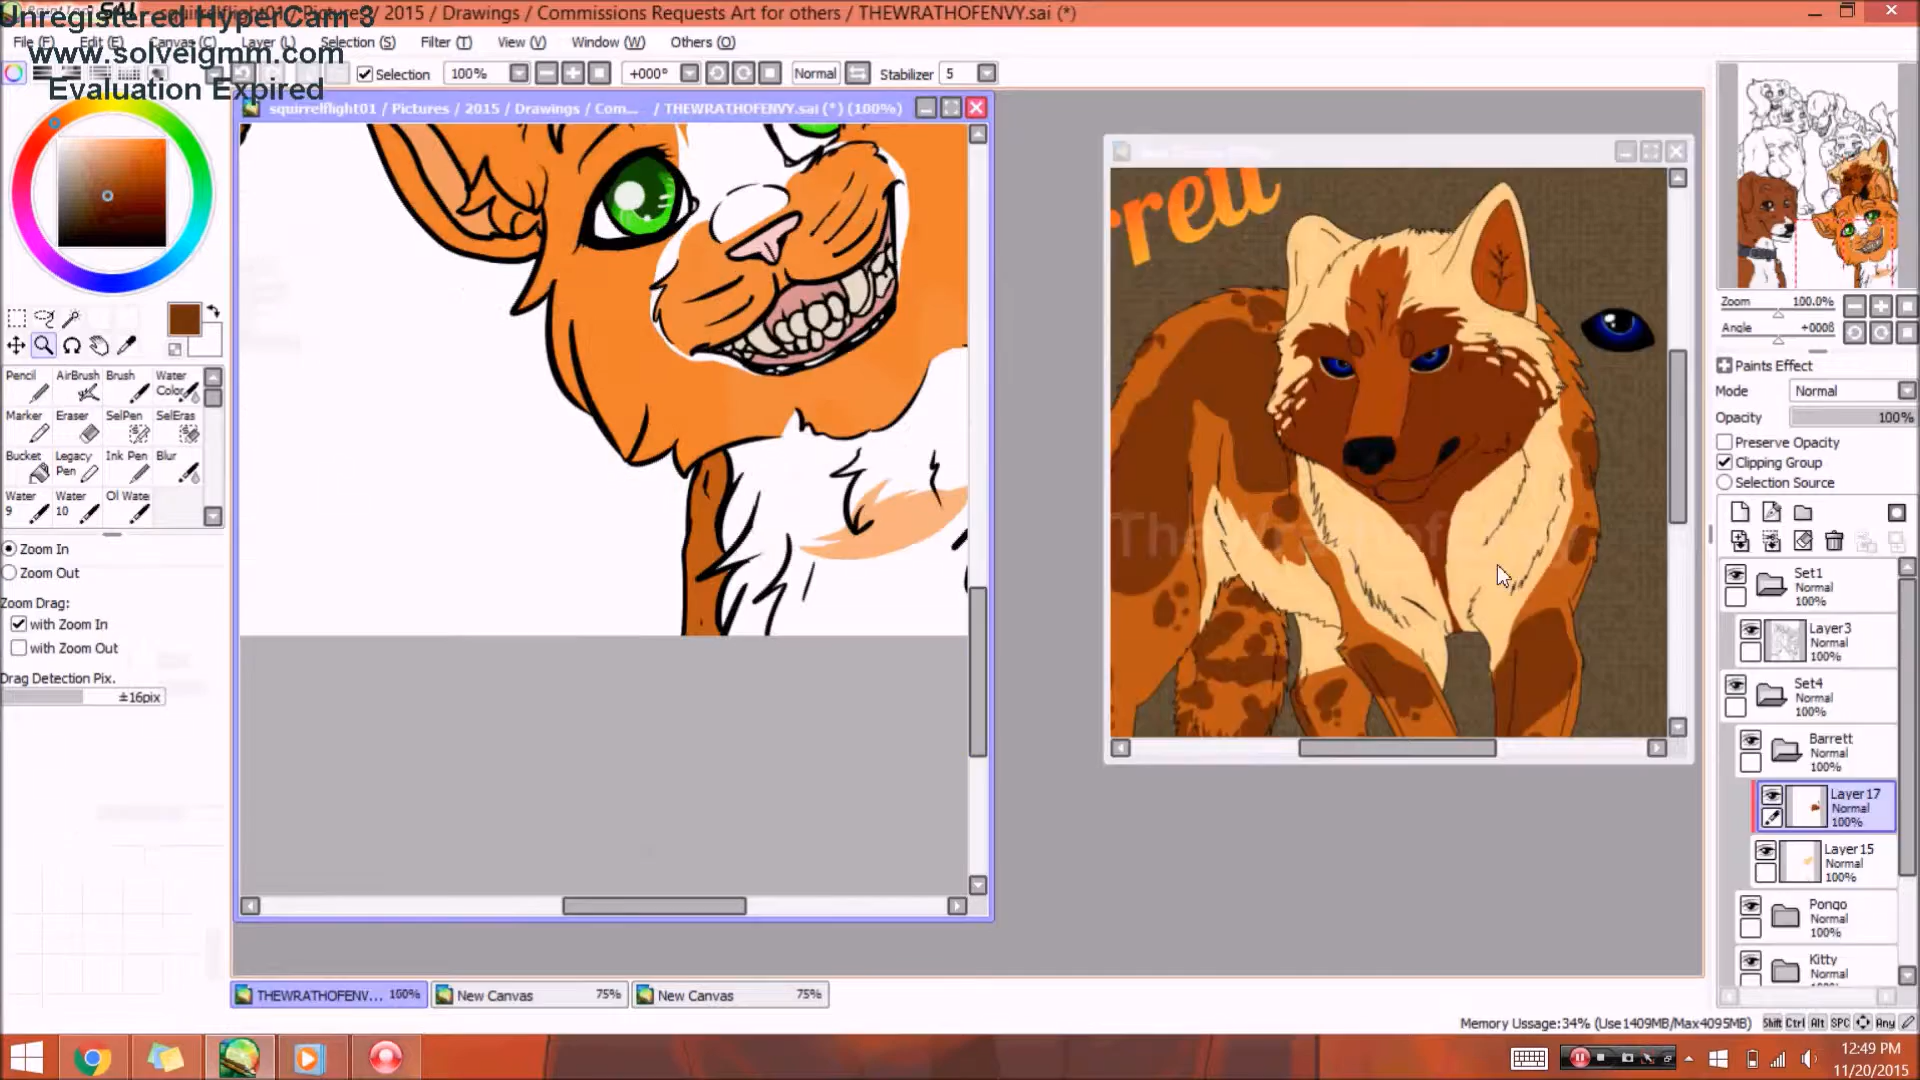 Unregistered HyperCam 3
www.solveigmm.com
Evaluation Expired
SAI
squirrelflight01 / Pictures / 2015 / Drawings / Commissions Requests Art for others / THEWRATHOFENVY.sai (*)
File (F) Edit (E) Canvas (C) Layer (L) Selection (S) Filter (T) View (V) Window (W) Others (O)
Selection 100% +000° Normal Stabilizer 5
squirrelflight01 / Pictures / 2015 / Drawings / Com... / THEWRATHOFENVY.sai (*) (100%)
rrett
TheWrathofEnvy
Zoom 100.0%
Angle +000ß
Paints Effect
Mode Normal
Opacity 100%
Preserve Opacity
Clipping Group
Selection Source
Pencil AirBrush Brush Water Color
Marker Eraser SelPen SelEras
Bucket Legacy Pen Ink Pen Blur
Water 9 Water 10 Ol Wate
Zoom In
Zoom Out
Zoom Drag:
with Zoom In
with Zoom Out
Drag Detection Pix.
±16pix
Set1
Normal
100%
Layer3
Normal
100%
Set4
Normal
100%
Barrett
Normal
100%
Layer17
Normal
100%
Layer15
Normal
100%
Pongo
Normal
100%
Kitty
Normal
THEWRATHOFENV... 100% New Canvas 75% New Canvas 75%
Memory Ussage:34% (Use1409MB/Max4095MB) Shift Ctrl Alt SPC Any
12:49 PM
11/20/2015